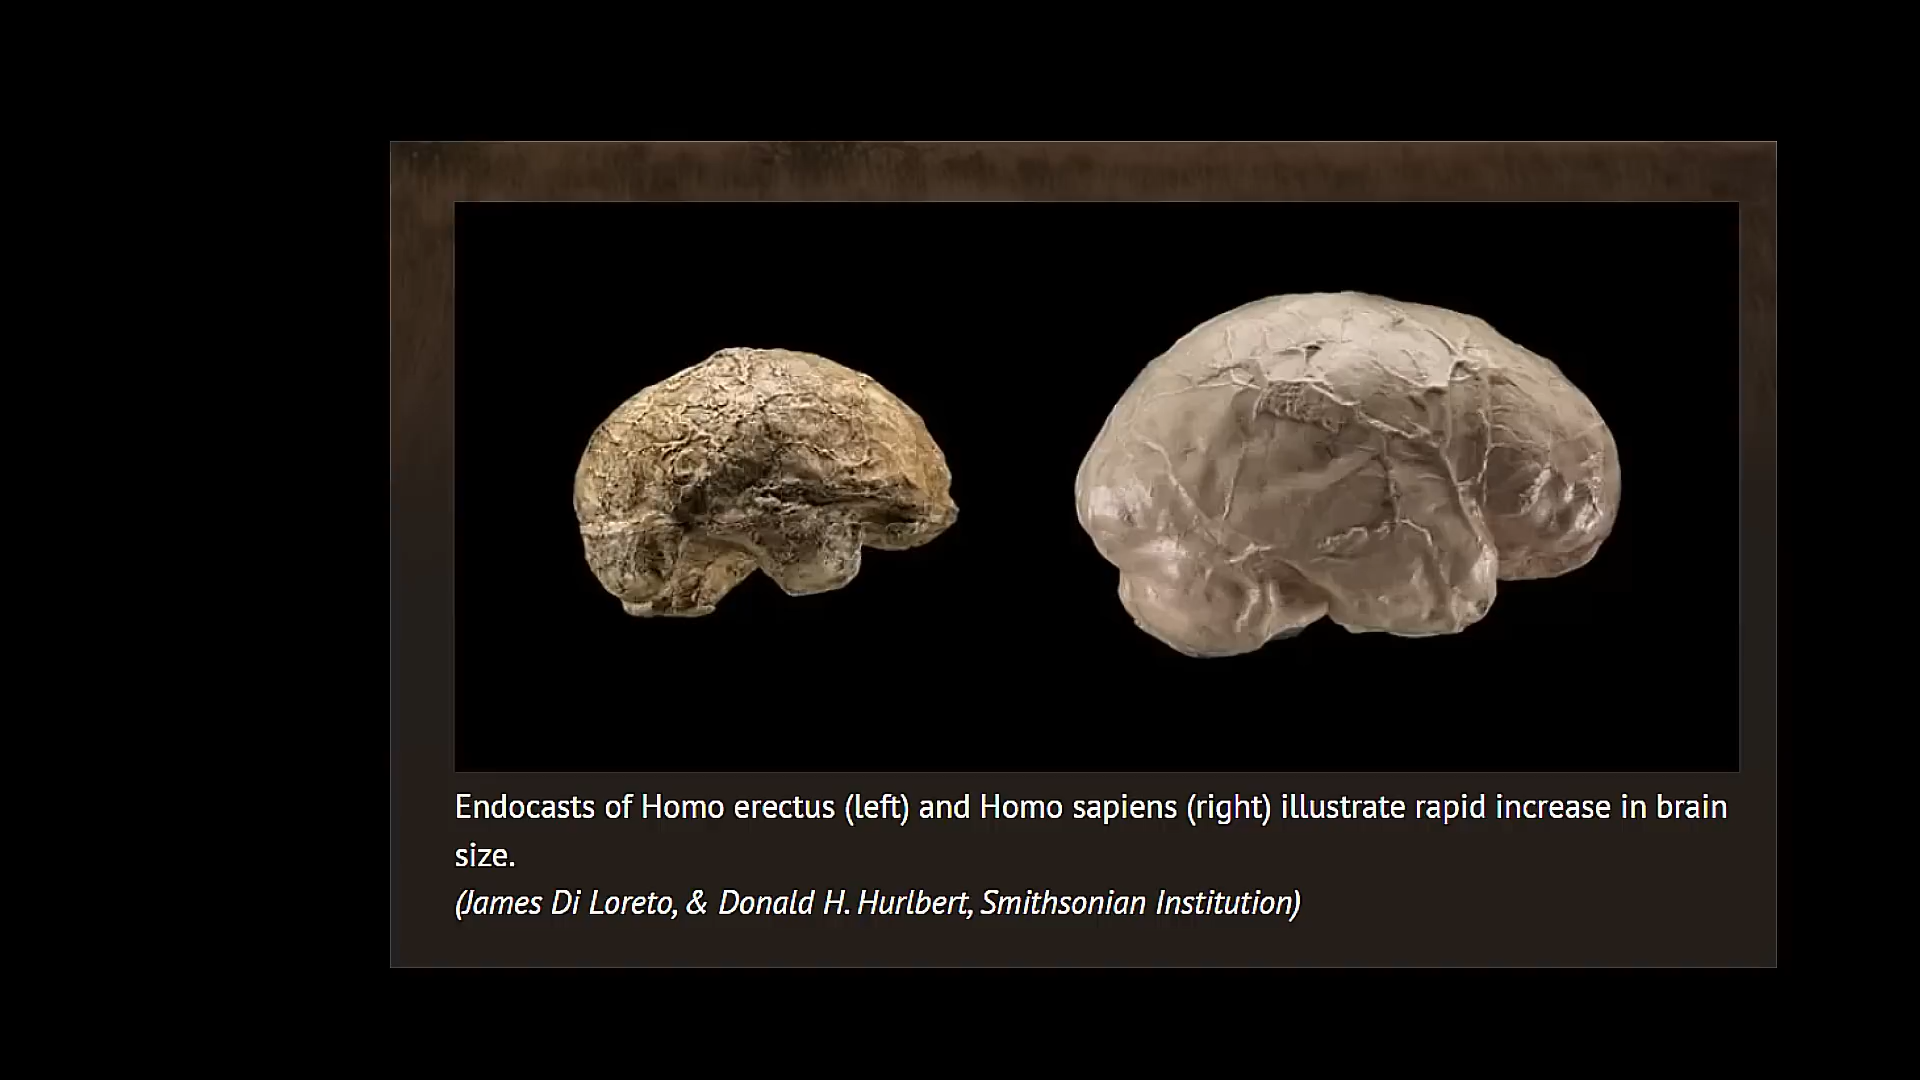 Endocasts of Homo erectus (left) and Homo sapiens (right) illustrate rapid increase in brain
size.
(James Di Loreto, & Donald H. Hurlbert, Smithsonian Institution)